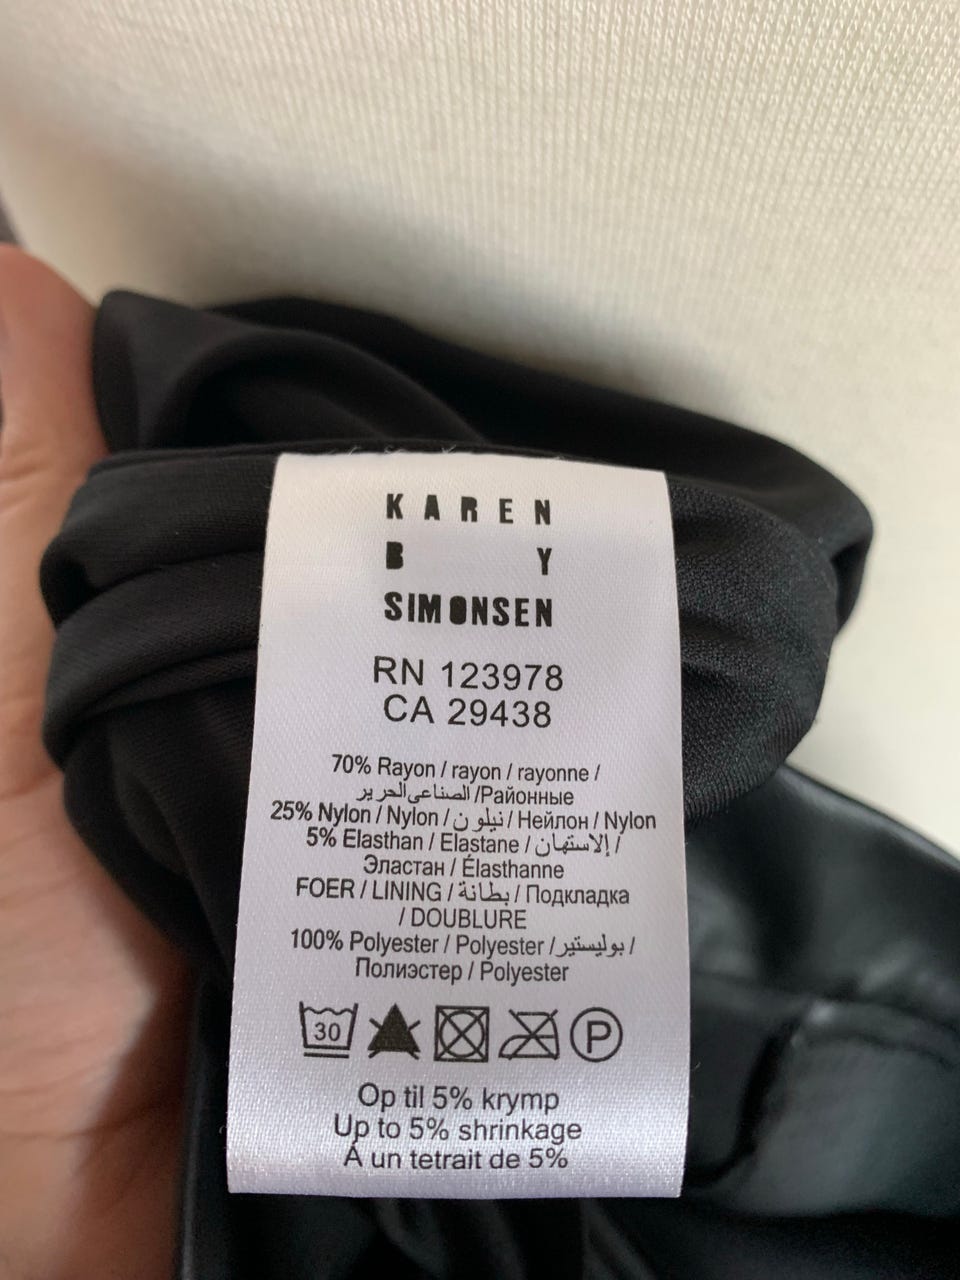 KAREN
B Y
SIMONSEN
RN 123978
CA 29438
70% Rayon / rayon / rayonne /
الصناعى الحرير /Районные
25% Nylon / Nylon / نيلون / Нейлон / Nylon
5% Elasthan / Elastane / الإستهان /
Эластан / Élasthanne
FOER / LINING / بطانة / Подкладка
/ DOUBLURE
100% Polyester / Polyester / بوليستير /
Полиэстер / Polyester
30
P
Op til 5% krymp
Up to 5% shrinkage
À un tetrait de 5%